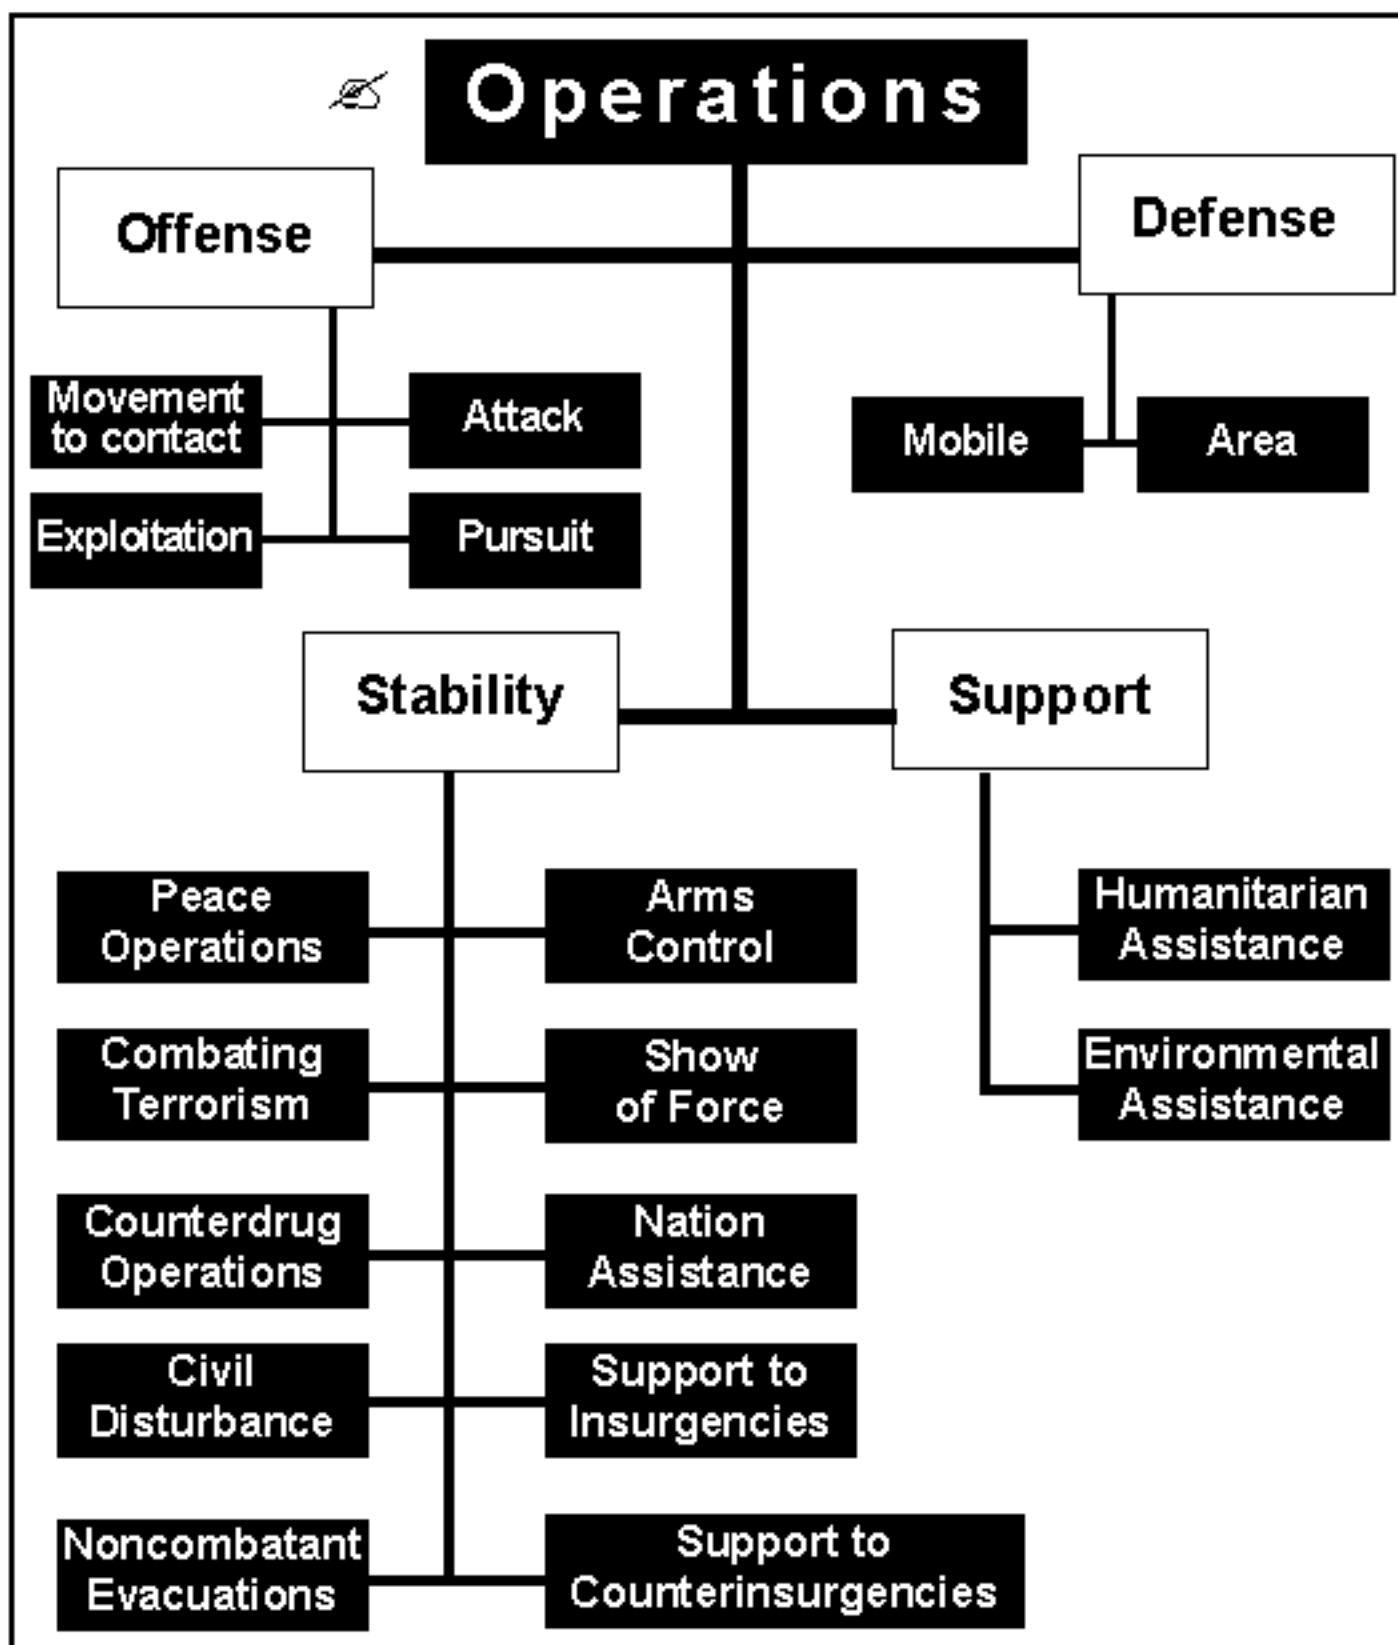 Operations
Offense
Defense
Movement
to contact
Attack
Exploitation
Pursuit
Mobile
Area
Stability
Support
Peace
Operations
Arms
Control
Combating
Terrorism
Show
of Force
Counterdrug
Operations
Nation
Assistance
Civil
Disturbance
Support to
Insurgencies
Noncombatant
Evacuations
Support to
Counterinsurgencies
Humanitarian
Assistance
Environmental
Assistance